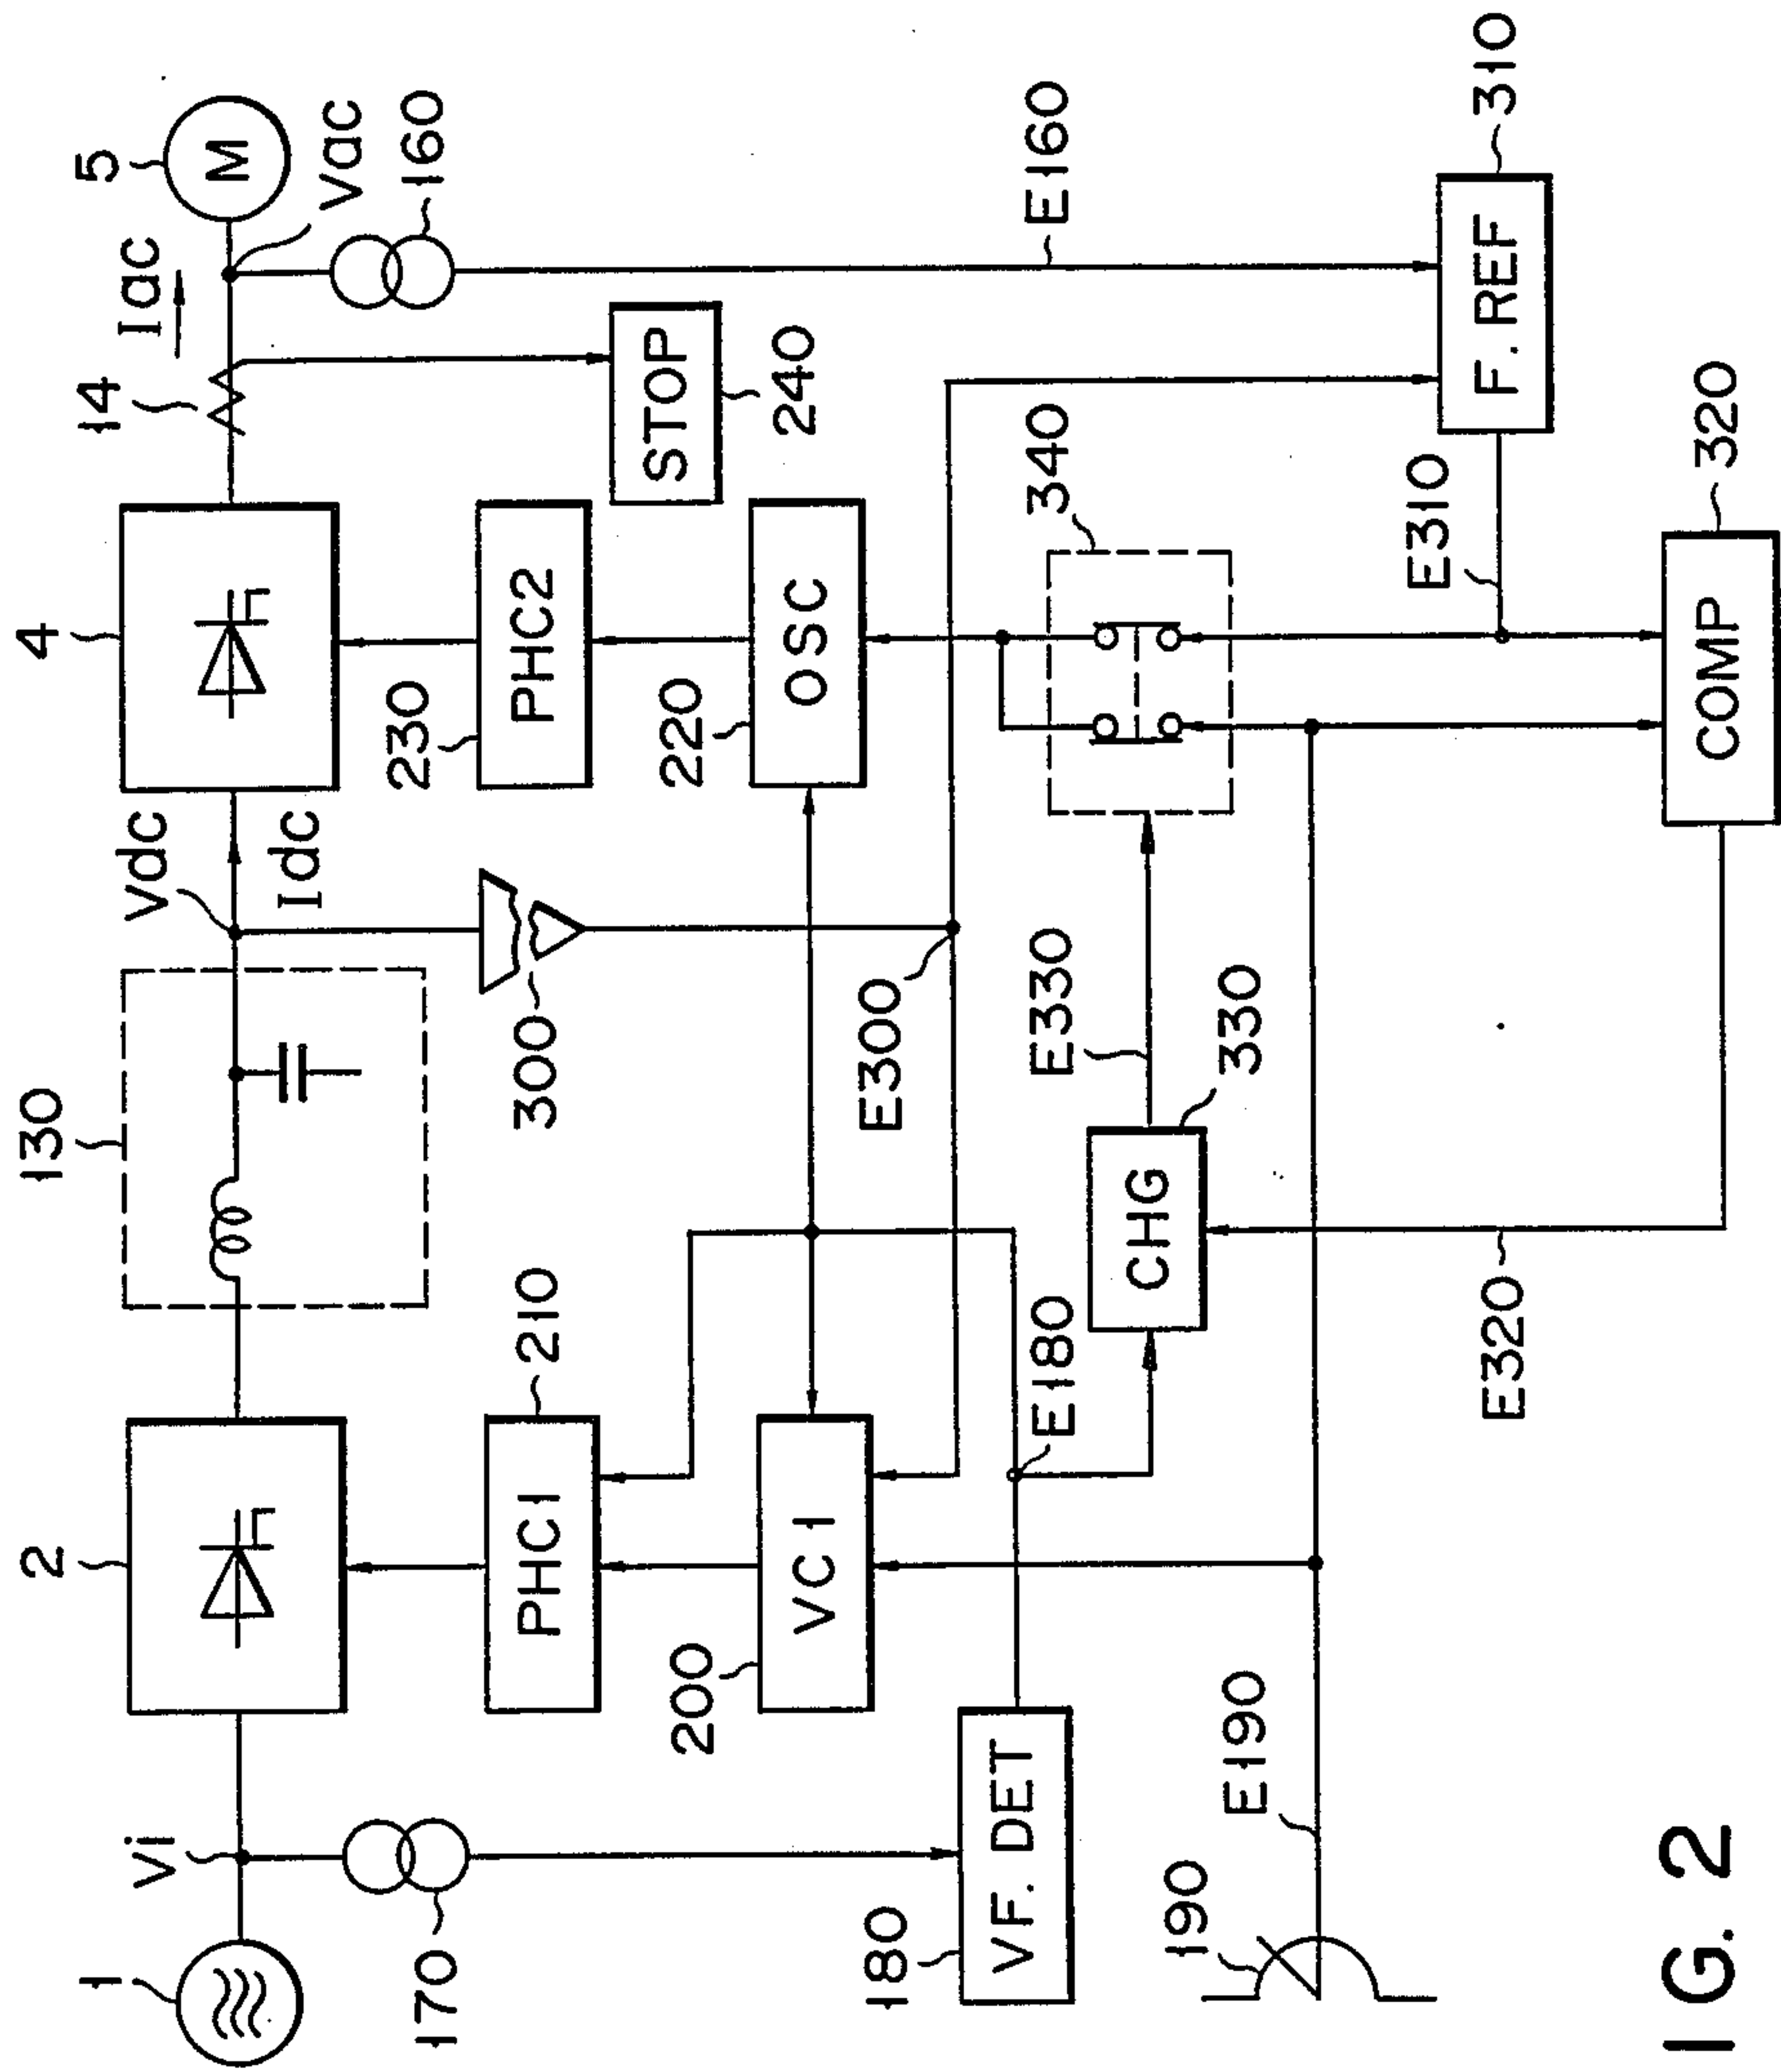 1
Vi
2
130
Vdc
Idc
4
14
Iac
5
M
Vac
170
PHC1
210
300
230
PHC2
STOP
240
160
200
VC1
E300
220
OSC
180
VF. DET
E180
CHG
330
E330
340
E160
190
E190
E320
E310
F. REF
310
COMP
320
IG. 2